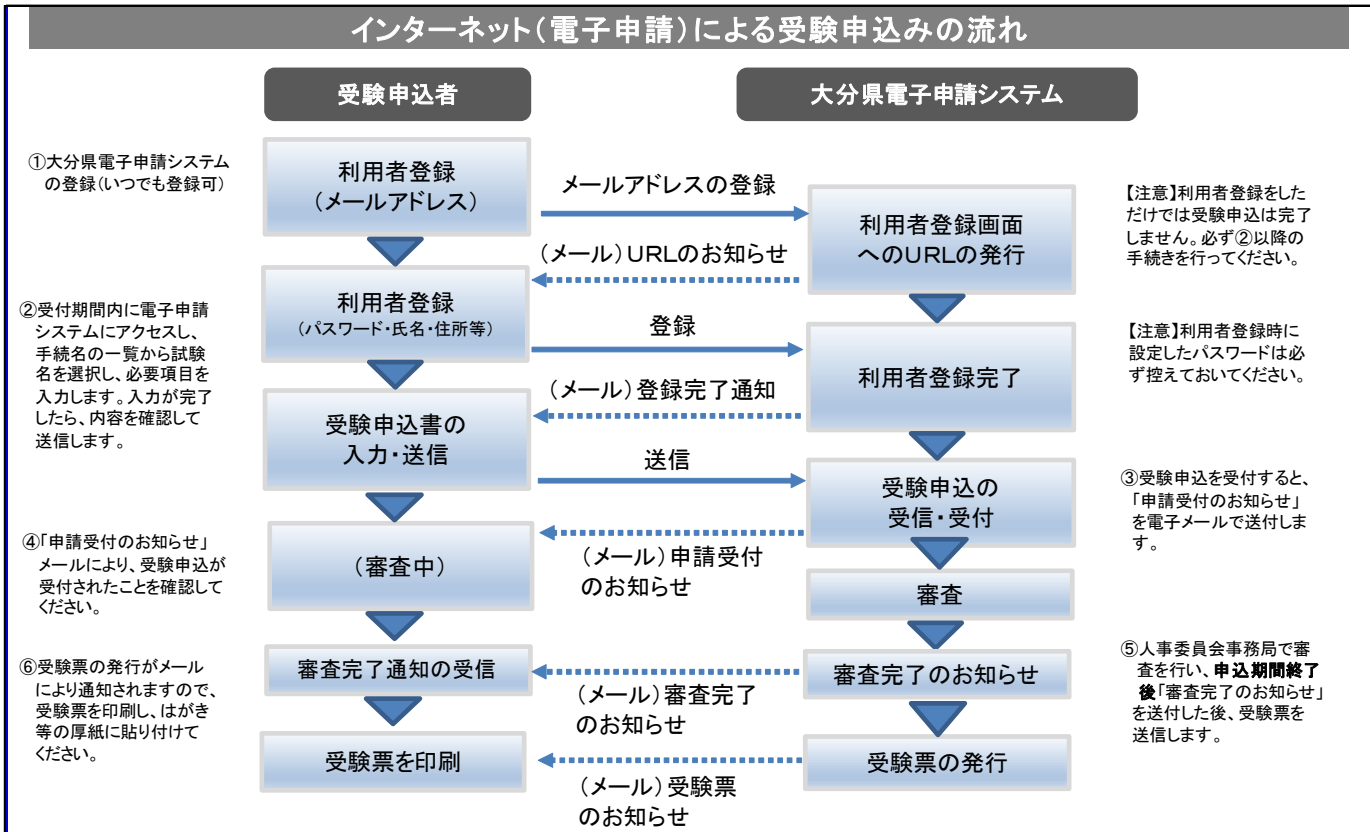 インターネット（電子申請）による受験申込みの流れ
受験申込者
大分県電子申請システム
①大分県電子申請システム
の登録（いつでも登録可）
利用者登録
（メールアドレス）
メールアドレスの登録
利用者登録画面
へのＵＲＬの発行
【注意】利用者登録をした
だけでは受験申込は完了
しません。必ず②以降の
手続きを行ってください。
（メール）ＵＲＬのお知らせ
②受付期間内に電子申請
システムにアクセスし、
手続名の一覧から試験
名を選択し、必要項目を
入力します。入力が完了
したら、内容を確認して
送信します。
利用者登録
（パスワード・氏名・住所等）
登録
利用者登録完了
【注意】利用者登録時に
設定したパスワードは必
ず控えておいてください。
（メール）登録完了通知
受験申込書の
入力・送信
送信
受験申込の
受信・受付
③受験申込を受付すると、
「申請受付のお知らせ」
を電子メールで送付しま
す。
④「申請受付のお知らせ」
メールにより、受験申込が
受付されたことを確認して
ください。
（審査中）
（メール）申請受付
のお知らせ
審査
⑥受験票の発行がメール
により通知されますので、
受験票を印刷し、はがき
等の厚紙に貼り付けて
ください。
審査完了通知の受信
（メール）審査完了
のお知らせ
審査完了のお知らせ
⑤人事委員会事務局で審
査を行い、申込期間終了
後「審査完了のお知らせ」
を送付した後、受験票を
送信します。
受験票を印刷
（メール）受験票
のお知らせ
受験票の発行